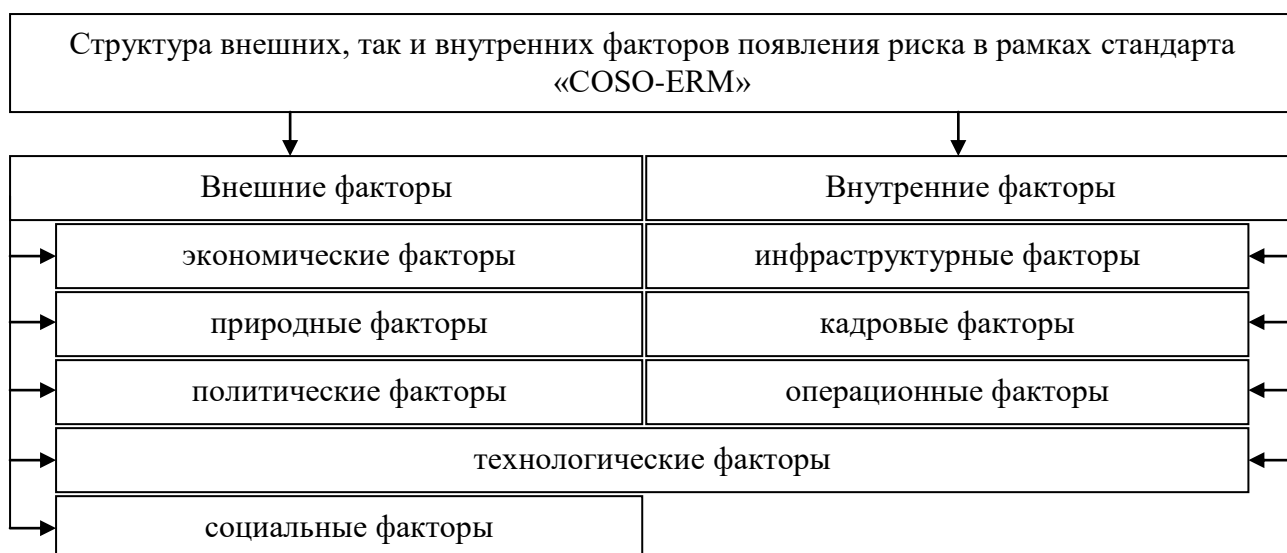 Структура внешних, так и внутренних факторов появления риска в рамках стандарта
«COSO-ERM»
Внешние факторы
Внутренние факторы
экономические факторы
инфраструктурные факторы
природные факторы
кадровые факторы
политические факторы
операционные факторы
технологические факторы
социальные факторы